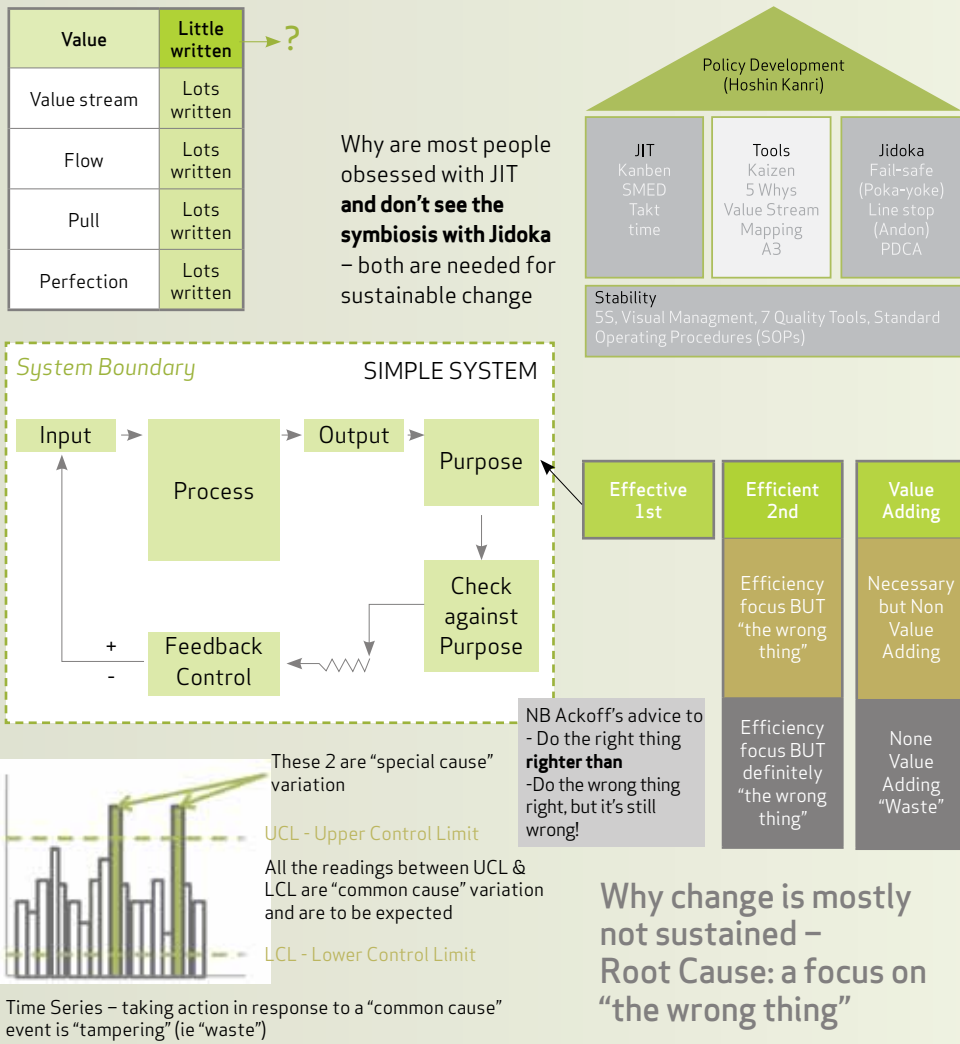 Value
Little
written
?
Value stream
Lots
written
Flow
Lots
written
Pull
Lots
written
Perfection
Lots
written
Why are most people
obsessed with JIT
and don't see the
symbiosis with Jidoka
– both are needed for
sustainable change
Policy Development
(Hoshin Kanri)
JIT
Kanben
SMED
Takt
time
Tools
Kaizen
5 Whys
Value Stream
Mapping
A3
Jidoka
Fail-safe
(Poka-yoke)
Line stop
(Andon)
PDCA
Stability
5S, Visual Managment, 7 Quality Tools, Standard
Operating Procedures (SOPs)
System Boundary
SIMPLE SYSTEM
Input
Process
Output
Purpose
Check
against
Purpose
Feedback
Control
+
-
Effective
1st
Efficient
2nd
Value
Adding
Efficiency
focus BUT
“the wrong
thing”
Necessary
but Non
Value
Adding
Efficiency
focus BUT
definitely
“the wrong
thing”
None
Value
Adding
“Waste”
NB Ackoff's advice to
- Do the right thing
righter than
-Do the wrong thing
right, but it's still
wrong!
These 2 are “special cause”
variation
UCL - Upper Control Limit
All the readings between UCL &
LCL are “common cause” variation
and are to be expected
LCL - Lower Control Limit
Time Series – taking action in response to a “common cause”
event is “tampering” (ie “waste”)
Why change is mostly
not sustained –
Root Cause: a focus on
“the wrong thing”